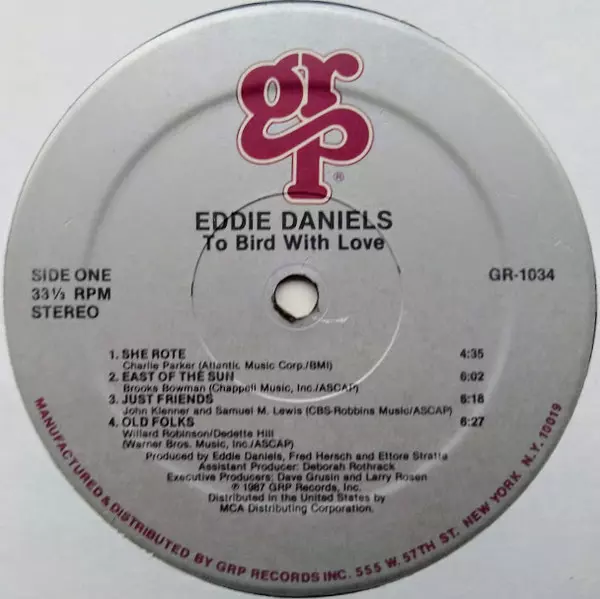 grp
®
EDDIE DANIELS
To Bird With Love
SIDE ONE
33⅓ RPM
STEREO
GR-1034
1. SHE ROTE 4:35
Charlie Parker (Atlantic Music Corp./BMI)
2. EAST OF THE SUN 6:02
Brooks Bowman (Chappell Music, Inc./ASCAP)
3. JUST FRIENDS 6:18
John Klenner and Samuel M. Lewis (CBS-Robbins Music/ASCAP)
4. OLD FOLKS 6:27
Willard Robinson/Dedette Hill
(Warner Bros. Music, Inc./ASCAP)
Produced by Eddie Daniels, Fred Hersch and Ettore Stratta
Assistant Producer: Deborah Rothrack
Executive Producers: Dave Grusin and Larry Rosen
℗ 1987 GRP Records, Inc.
Distributed in the United States by
MCA Distributing Corporation.
MANUFACTURED & DISTRIBUTED BY GRP RECORDS INC. 555 W. 57TH ST. NEW YORK N.Y. 10019